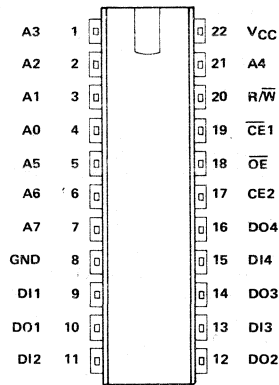 A3 1 22 VCC
A2 2 21 A4
A1 3 20 R/W̅
A0 4 19 C̅E̅1
A5 5 18 O̅E̅
A6 6 17 CE2
A7 7 16 DO4
GND 8 15 DI4
DI1 9 14 DO3
DO1 10 13 DI3
DI2 11 12 DO2